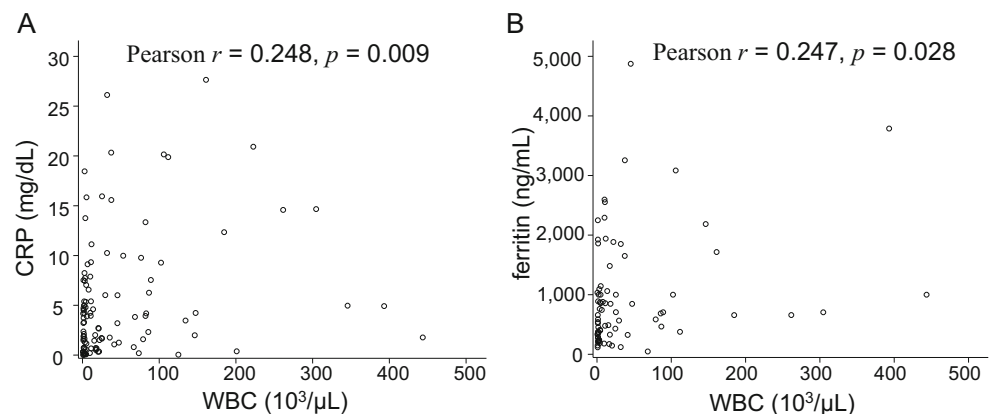 A
Pearson r = 0.248, p = 0.009
30
25
20
15
10
5
0
CRP (mg/dL)
0 100 200 300 400 500
WBC (10³/μL)
B
Pearson r = 0.247, p = 0.028
5,000
4,000
3,000
2,000
1,000
0
ferritin (ng/mL)
0 100 200 300 400 500
WBC (10³/μL)